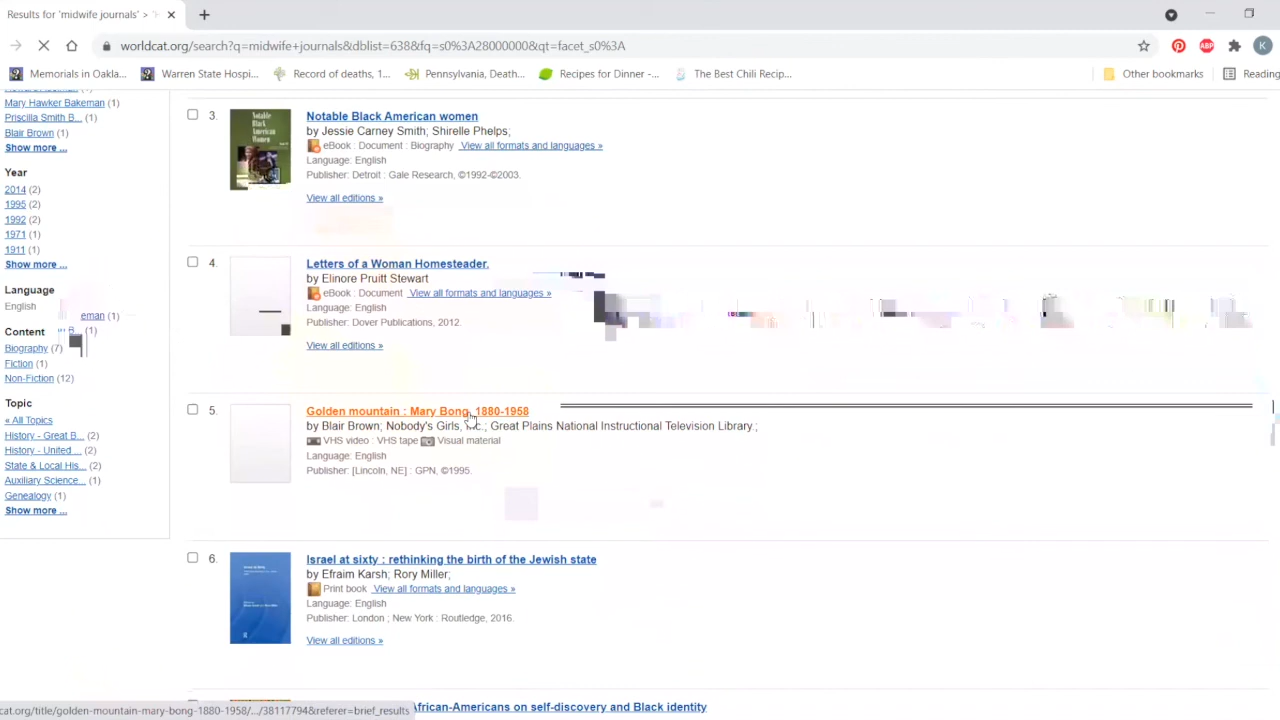 Results for 'midwife journals' >
worldcat.org/search?q=midwife+journals&dblist=638&fq=s0%3A28000000&qt=facet_s0%3A
ABP
K
Memorials in Oakla...
Warren State Hospi...
Record of deaths, 1...
Pennsylvania, Death...
Recipes for Dinner -...
The Best Chili Recip...
Other bookmarks
Reading
Mary Hawker Bakeman (1)
Priscilla Smith B... (1)
Blair Brown (1)
Show more ...
Year
2014 (2)
1995 (2)
1992 (2)
1971 (1)
1911 (1)
Show more ...
Language
English
eman (1)
Content
(1)
Biography (7)
Fiction (1)
Non-Fiction (12)
Topic
« All Topics
History - Great B... (2)
History - United ... (2)
State & Local His... (2)
Auxiliary Science... (1)
Genealogy (1)
Show more ...
3.
Notable Black American women
by Jessie Carney Smith; Shirelle Phelps;
eBook : Document : Biography View all formats and languages »
Language: English
Publisher: Detroit : Gale Research, ©1992-©2003.
View all editions »
Notable Black American Women
4.
Letters of a Woman Homesteader.
by Elinore Pruitt Stewart
eBook : Document View all formats and languages »
Language: English
Publisher: Dover Publications, 2012.
View all editions »
5.
Golden mountain : Mary Bong, 1880-1958
by Blair Brown; Nobody's Girls, Inc.; Great Plains National Instructional Television Library.;
VHS video : VHS tape Visual material
Language: English
Publisher: [Lincoln, NE] : GPN, ©1995.
6.
Israel at sixty : rethinking the birth of the Jewish state
by Efraim Karsh; Rory Miller;
Print book View all formats and languages »
Language: English
Publisher: London ; New York : Routledge, 2016.
View all editions »
African-Americans on self-discovery and Black identity
cat.org/title/golden-mountain-mary-bong-1880-1958/.../38117794&referer=brief_results